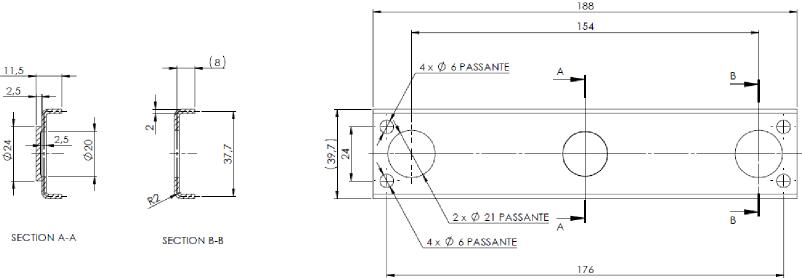 188
154
11,5
(8)
4 x Ø 6 PASSANTE
A
B
2,5
2
2,5
Ø24
Ø20
37,7
(39,7)
24
R2
2 x Ø 21 PASSANTE
A
B
SECTION A-A
SECTION B-B
4 x Ø 6 PASSANTE
176